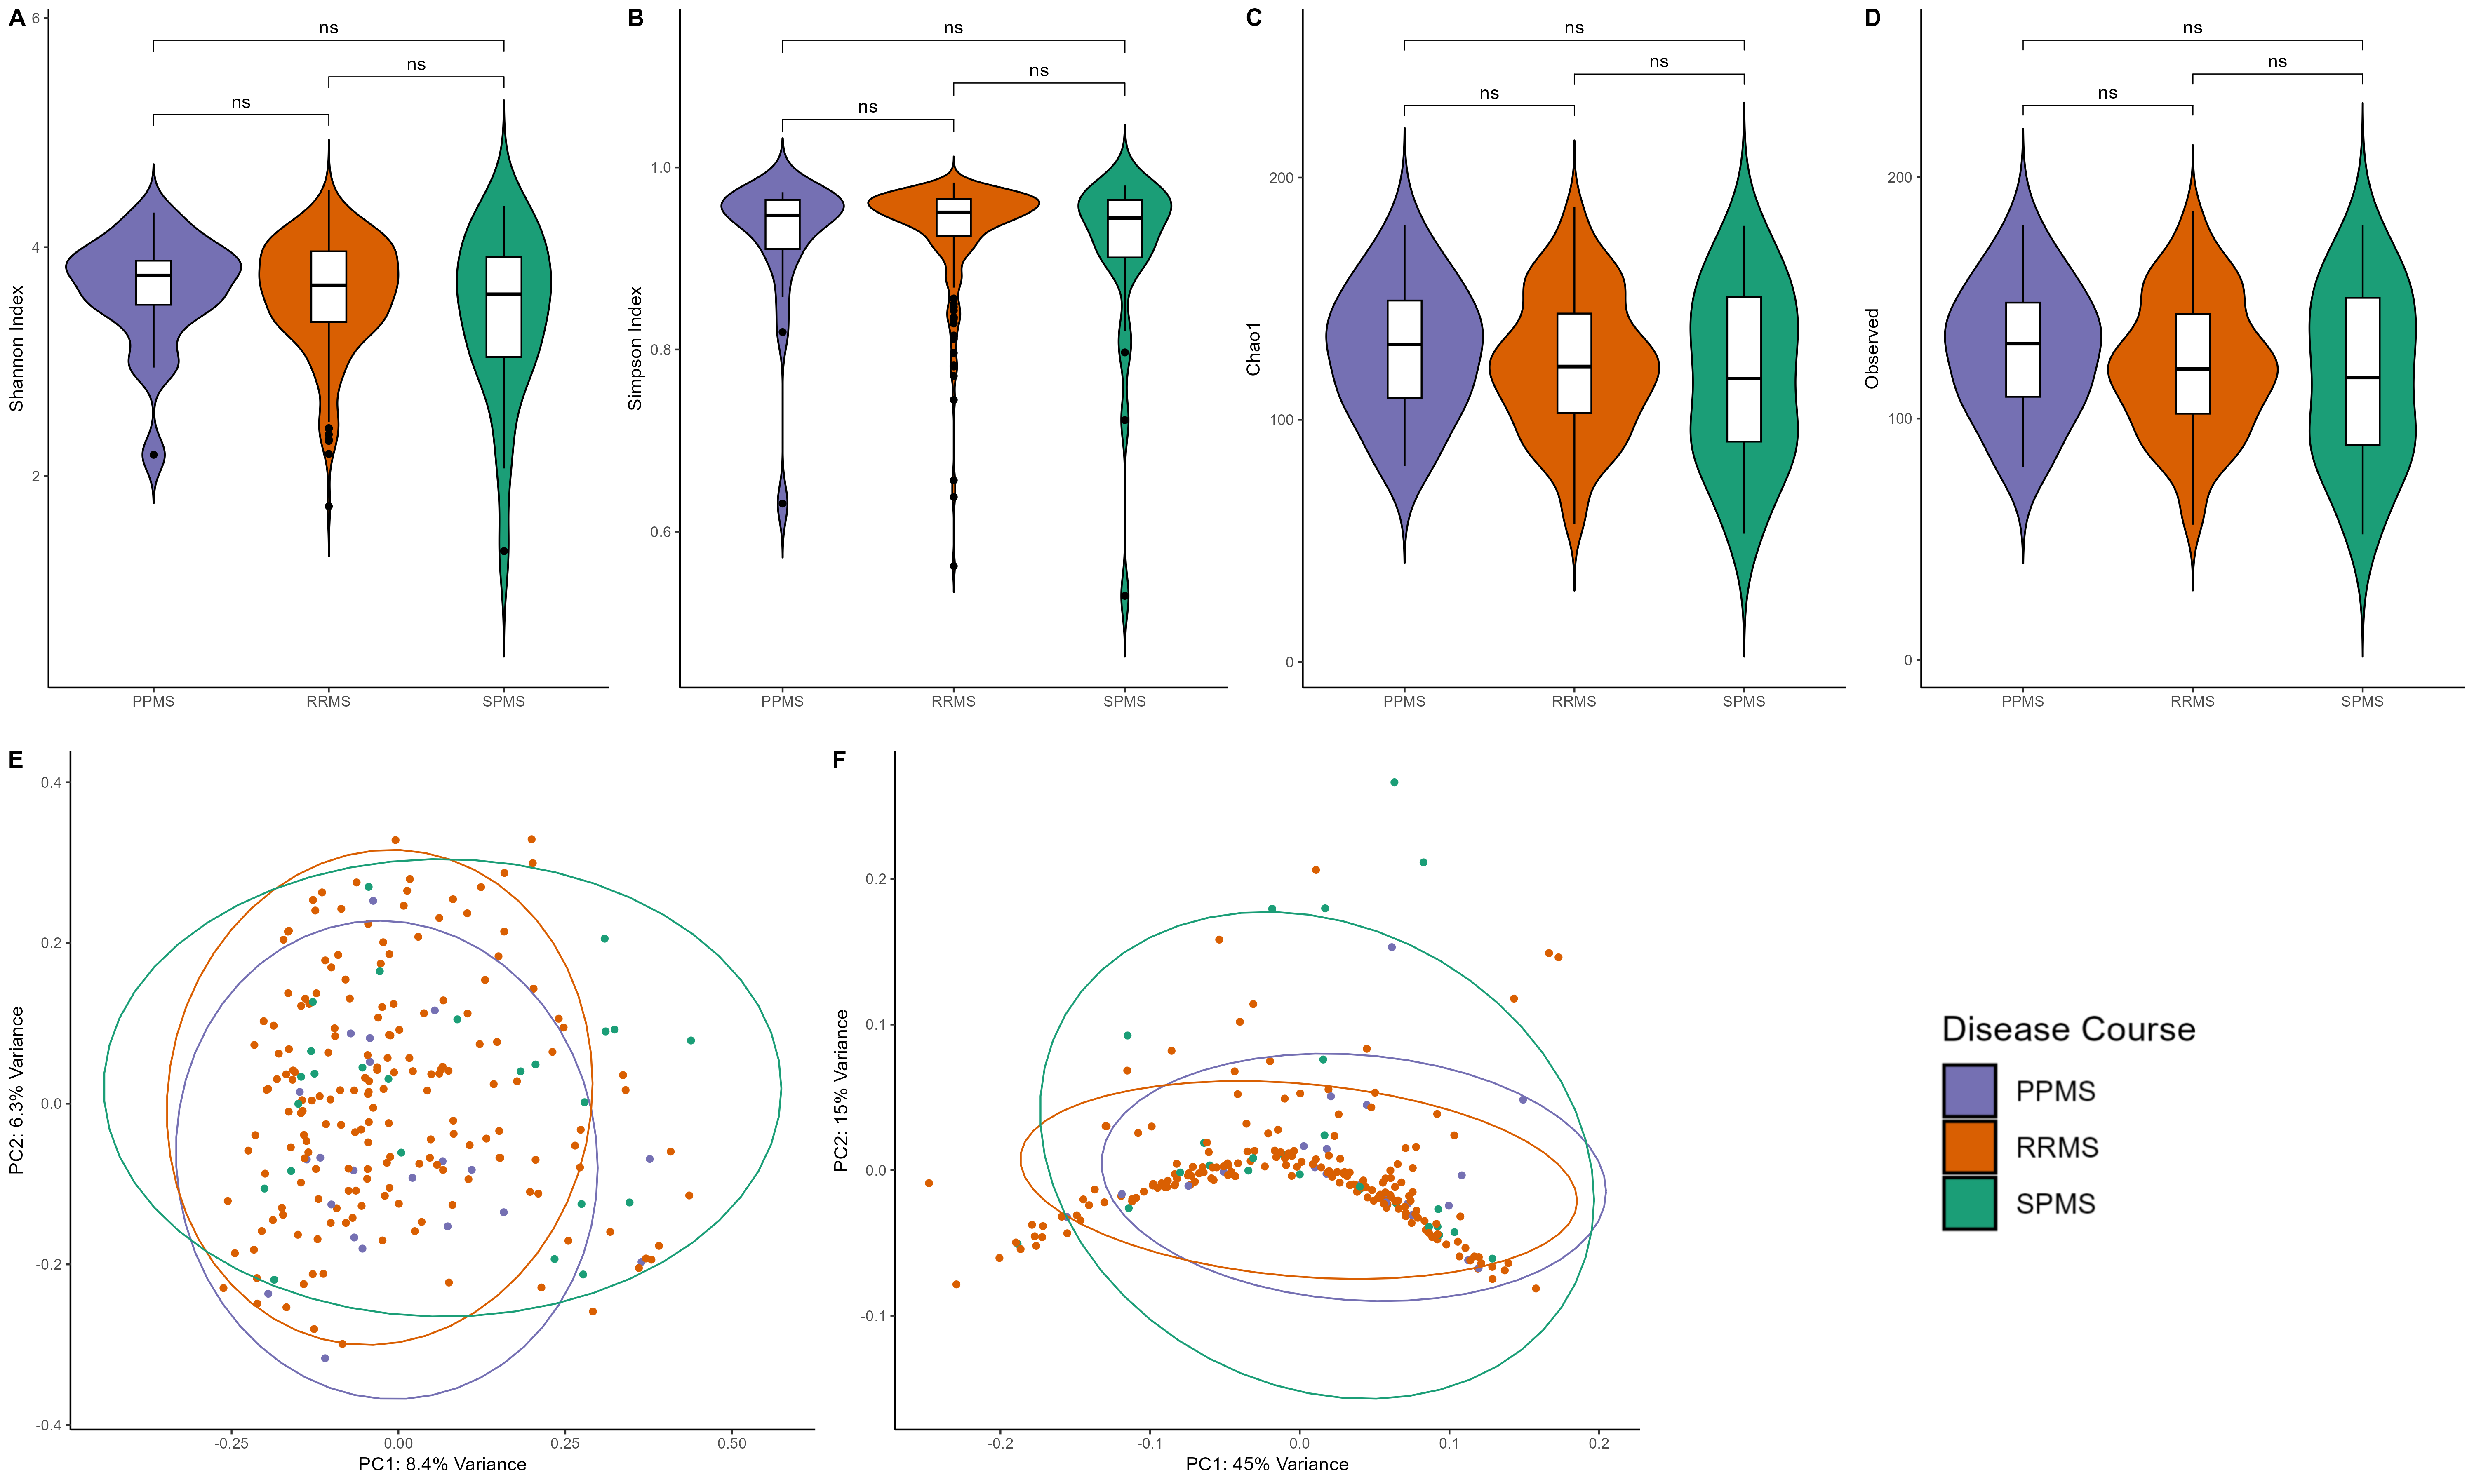 A
6
4
2
Shannon Index
ns
ns
ns
PPMS RRMS SPMS
B
1.0
0.8
0.6
Simpson Index
ns
ns
ns
PPMS RRMS SPMS
C
200
100
0
Chao1
ns
ns
ns
PPMS RRMS SPMS
D
200
100
0
Observed
ns
ns
ns
PPMS RRMS SPMS
E
0.4
0.2
0.0
-0.2
-0.4
PC2: 6.3% Variance
-0.25 0.00 0.25 0.50
PC1: 8.4% Variance
F
0.2
0.1
0.0
-0.1
PC2: 15% Variance
-0.2 -0.1 0.0 0.1 0.2
PC1: 45% Variance
Disease Course
PPMS
RRMS
SPMS